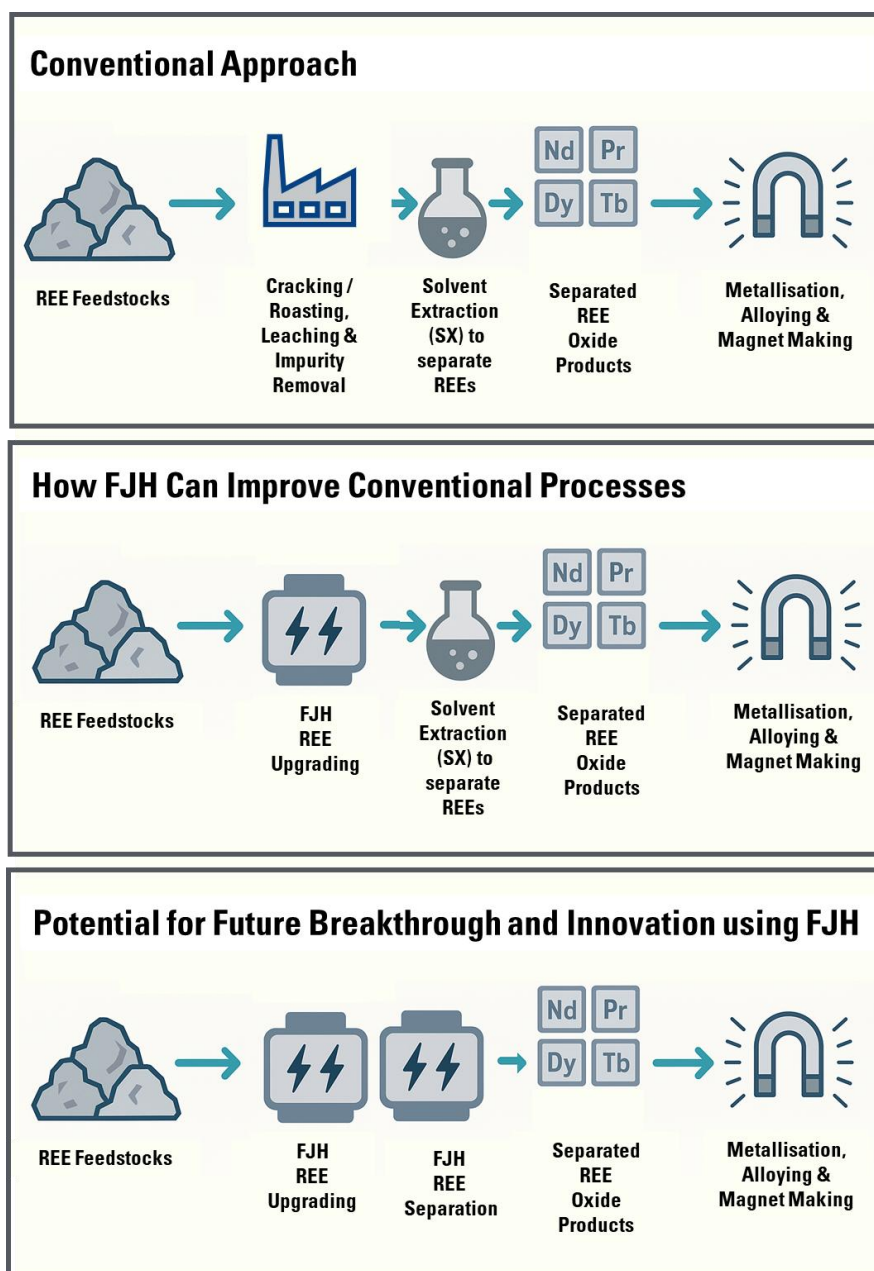 Conventional Approach
Nd Pr
Dy Tb
REE Feedstocks
Cracking /
Roasting,
Leaching &
Impurity
Removal
Solvent
Extraction
(SX) to
separate
REEs
Separated
REE
Oxide
Products
Metallisation,
Alloying &
Magnet Making
How FJH Can Improve Conventional Processes
Nd Pr
Dy Tb
REE Feedstocks
FJH
REE
Upgrading
Solvent
Extraction
(SX) to
separate
REEs
Separated
REE
Oxide
Products
Metallisation,
Alloying &
Magnet Making
Potential for Future Breakthrough and Innovation using FJH
Nd Pr
Dy Tb
REE Feedstocks
FJH
REE
Upgrading
FJH
REE
Separation
Separated
REE
Oxide
Products
Metallisation,
Alloying &
Magnet Making